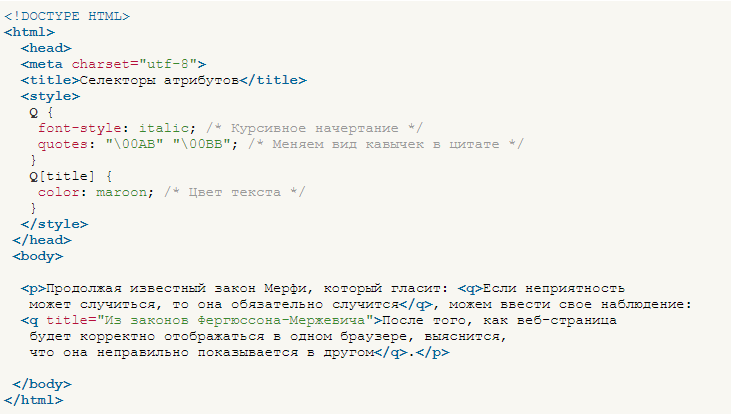 <!DOCTYPE HTML>
<html>
<head>
<meta charset="utf-8">
<title>Селекторы атрибутов</title>
<style>
Q {
font-style: italic; /* Курсивное начертание */
quotes: "\00AB" "\00BB"; /* Меняем вид кавычек в цитате */
}
Q[title] {
color: maroon; /* Цвет текста */
}
</style>
</head>
<body>
<p>Продолжая известный закон Мерфи, который гласит: <q>Если неприятность
может случиться, то она обязательно случится</q>, можем ввести свое наблюдение:
<q title="Из законов Фергюссона-Мержевича">После того, как веб-страница
будет корректно отображаться в одном браузере, выяснится,
что она неправильно показывается в другом</q>.</p>
</body>
</html>